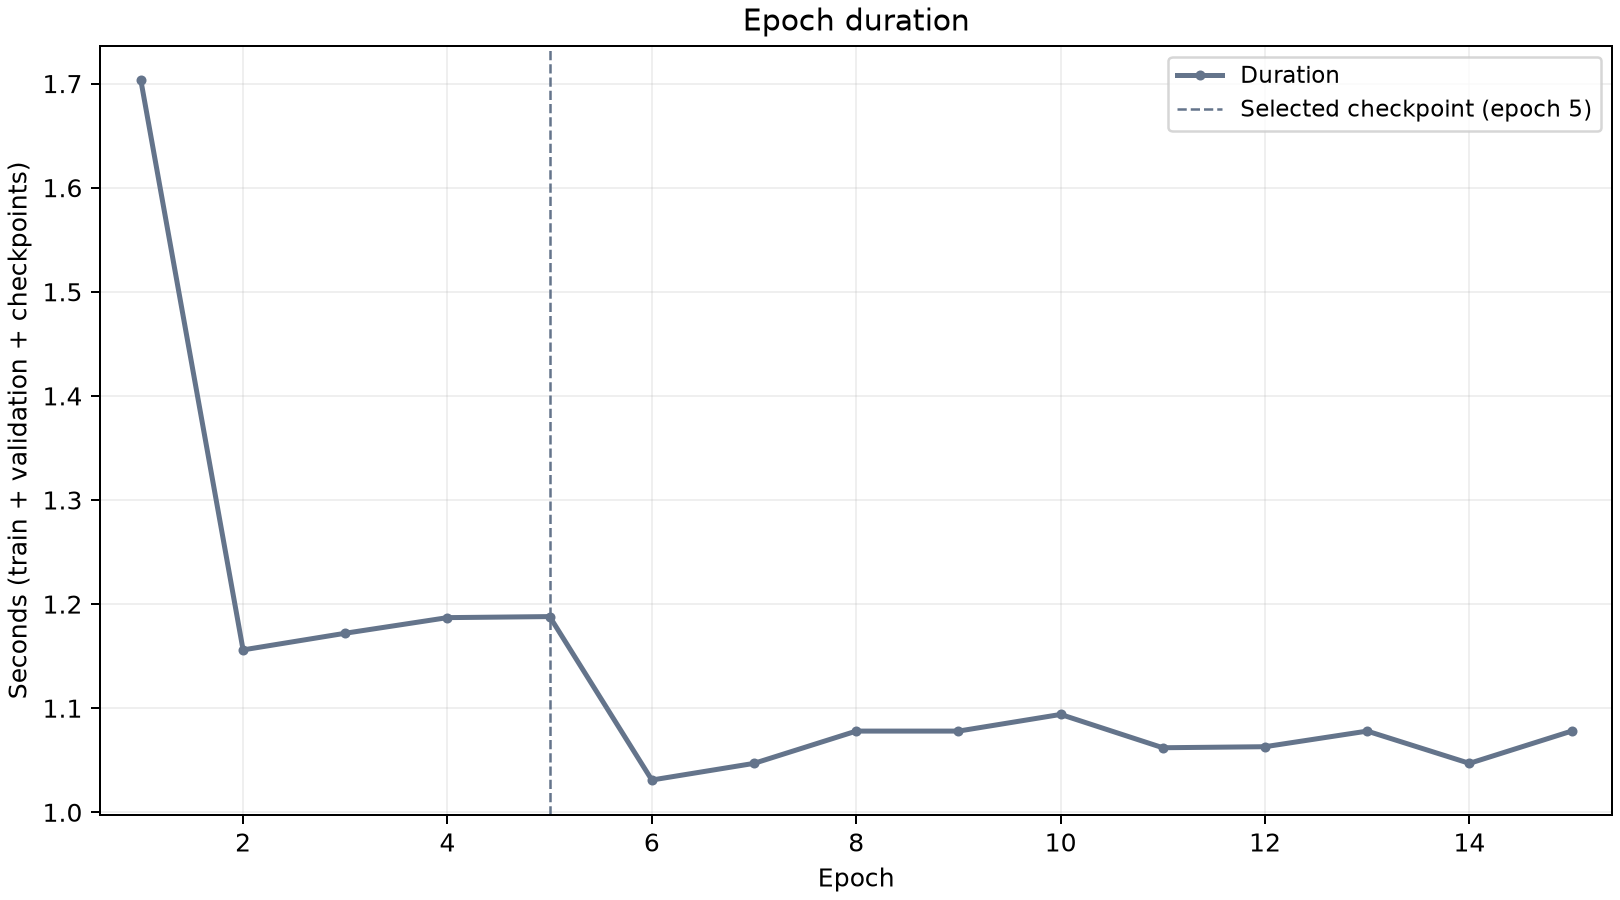 Epoch duration
Duration
Selected checkpoint (epoch 5)
Seconds (train + validation + checkpoints)
1.7
1.6
1.5
1.4
1.3
1.2
1.1
1.0
2 4 6 8 10 12 14
Epoch